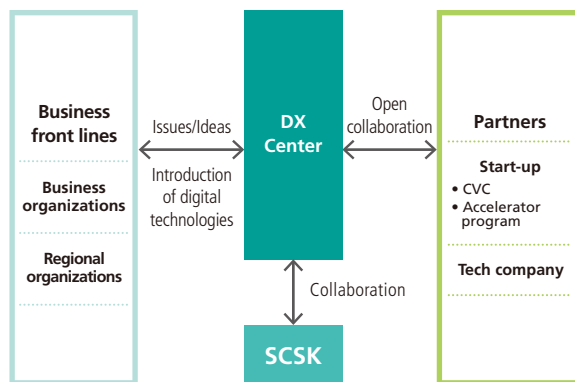 Business
front lines
Business
organizations
Regional
organizations
Issues/Ideas
Introduction
of digital
technologies
DX
Center
Open
collaboration
Partners
Start-up
• CVC
• Accelerator
program
Tech company
Collaboration
SCSK